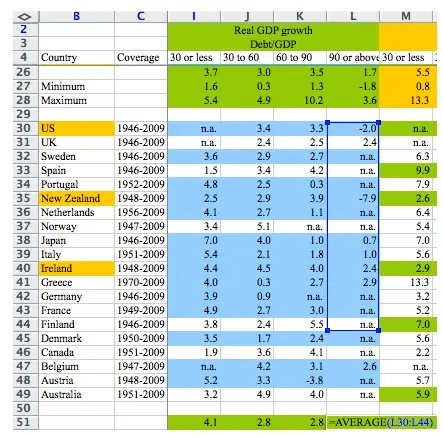 B C I J K L M
2 Real GDP growth
3 Debt/GDP
4 Country Coverage 30 or less 30 to 60 60 to 90 90 or above 30 or less
26 3.7 3.0 3.5 1.7 5.5
27 Minimum 1.6 0.3 1.3 -1.8 0.8
28 Maximum 5.4 4.9 10.2 3.6 13.3
29
30 US 1946-2009 n.a. 3.4 3.3 -2.0 n.a.
31 UK 1946-2009 n.a. 2.4 2.5 2.4 n.a.
32 Sweden 1946-2009 3.6 2.9 2.7 n.a. 6.3
33 Spain 1946-2009 1.5 3.4 4.2 n.a. 9.9
34 Portugal 1952-2009 4.8 2.5 0.3 n.a. 7.9
35 New Zealand 1948-2009 2.5 2.9 3.9 -7.9 2.6
36 Netherlands 1956-2009 4.1 2.7 1.1 n.a. 6.4
37 Norway 1947-2009 3.4 5.1 n.a. n.a. 5.4
38 Japan 1946-2009 7.0 4.0 1.0 0.7 7.0
39 Italy 1951-2009 5.4 2.1 1.8 1.0 5.6
40 Ireland 1948-2009 4.4 4.5 4.0 2.4 2.9
41 Greece 1970-2009 4.0 0.3 2.7 2.9 13.3
42 Germany 1946-2009 3.9 0.9 n.a. n.a. 3.2
43 France 1949-2009 4.9 2.7 3.0 n.a. 5.2
44 Finland 1946-2009 3.8 2.4 5.5 n.a. 7.0
45 Denmark 1950-2009 3.5 1.7 2.4 n.a. 5.6
46 Canada 1951-2009 1.9 3.6 4.1 n.a. 2.2
47 Belgium 1947-2009 n.a. 4.2 3.1 2.6 n.a.
48 Austria 1948-2009 5.2 3.3 -3.8 n.a. 5.7
49 Australia 1951-2009 3.2 4.9 4.0 n.a. 5.9
50
51 4.1 2.8 2.8 =AVERAGE(L30:L44)